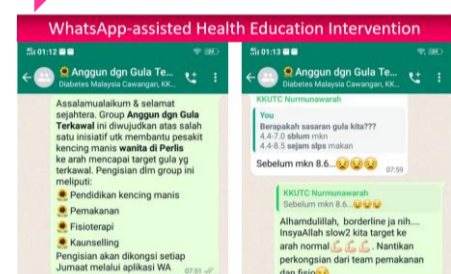 WhatsApp-assisted Health Education Intervention
01:12
Anggun dgn Gula Te...
Diabetes Malaysia Cawangan, KK...
Assalamualaikum & selamat
sejahtera. Group Anggun dgn Gula
Terkawal ini diwujudkan atas salah
satu inisiatif utk membantu pesakit
kencing manis wanita di Perlis
ke arah mencapai target gula yg
terkawal. Pengisian dlm group ini
meliputi:
Pendidikan kencing manis
Pemakanan
Fisioterapi
Kaunselling
Pengisian akan dikongsi setiap
Jumaat melalui aplikasi WA
07:51
01:13
Anggun dgn Gula Te...
Diabetes Malaysia Cawangan, KK...
KKUTC Nurmunawarah
You
Berapakah sasaran gula kita???
4.4-7.0 sblum mkn
4.4-8.5 sejam slps makan
Sebelum mkn 8.6...
07:59
KKUTC Nurmunawarah
Sebelum mkn 8.6...
Alhamdulillah, borderline ja nih....
InsyaAllah slow2 kita target ke
arah normal. Nantikan
perkongsian dari team pemakanan
dan fisio